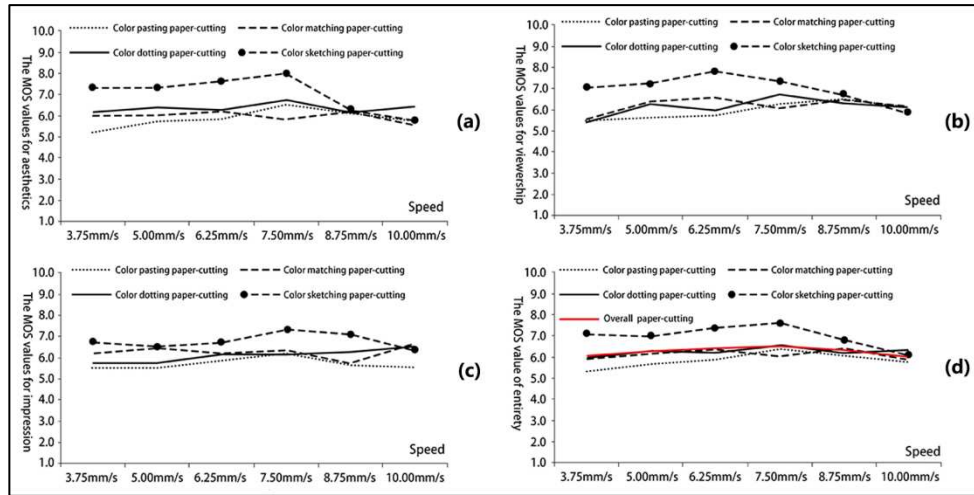 Color pasting paper-cutting Color matching paper-cutting
Color dotting paper-cutting Color sketching paper-cutting
The MOS values for aesthetics
10.0
9.0
8.0
7.0
6.0
5.0
4.0
3.0
2.0
1.0
(a)
Speed
3.75mm/s 5.00mm/s 6.25mm/s 7.50mm/s 8.75mm/s 10.00mm/s
Color pasting paper-cutting Color matching paper-cutting
Color dotting paper-cutting Color sketching paper-cutting
The MOS values for viewership
10.0
9.0
8.0
7.0
6.0
5.0
4.0
3.0
2.0
1.0
(b)
Speed
3.75mm/s 5.00mm/s 6.25mm/s 7.50mm/s 8.75mm/s 10.00mm/s
Color pasting paper-cutting Color matching paper-cutting
Color dotting paper-cutting Color sketching paper-cutting
The MOS values for impression
10.0
9.0
8.0
7.0
6.0
5.0
4.0
3.0
2.0
1.0
(c)
Speed
3.75mm/s 5.00mm/s 6.25mm/s 7.50mm/s 8.75mm/s 10.00mm/s
Color pasting paper-cutting Color matching paper-cutting
Color dotting paper-cutting Color sketching paper-cutting
Overall paper-cutting
The MOS value of entirety
10.0
9.0
8.0
7.0
6.0
5.0
4.0
3.0
2.0
1.0
(d)
Speed
3.75mm/s 5.00mm/s 6.25mm/s 7.50mm/s 8.75mm/s 10.00mm/s